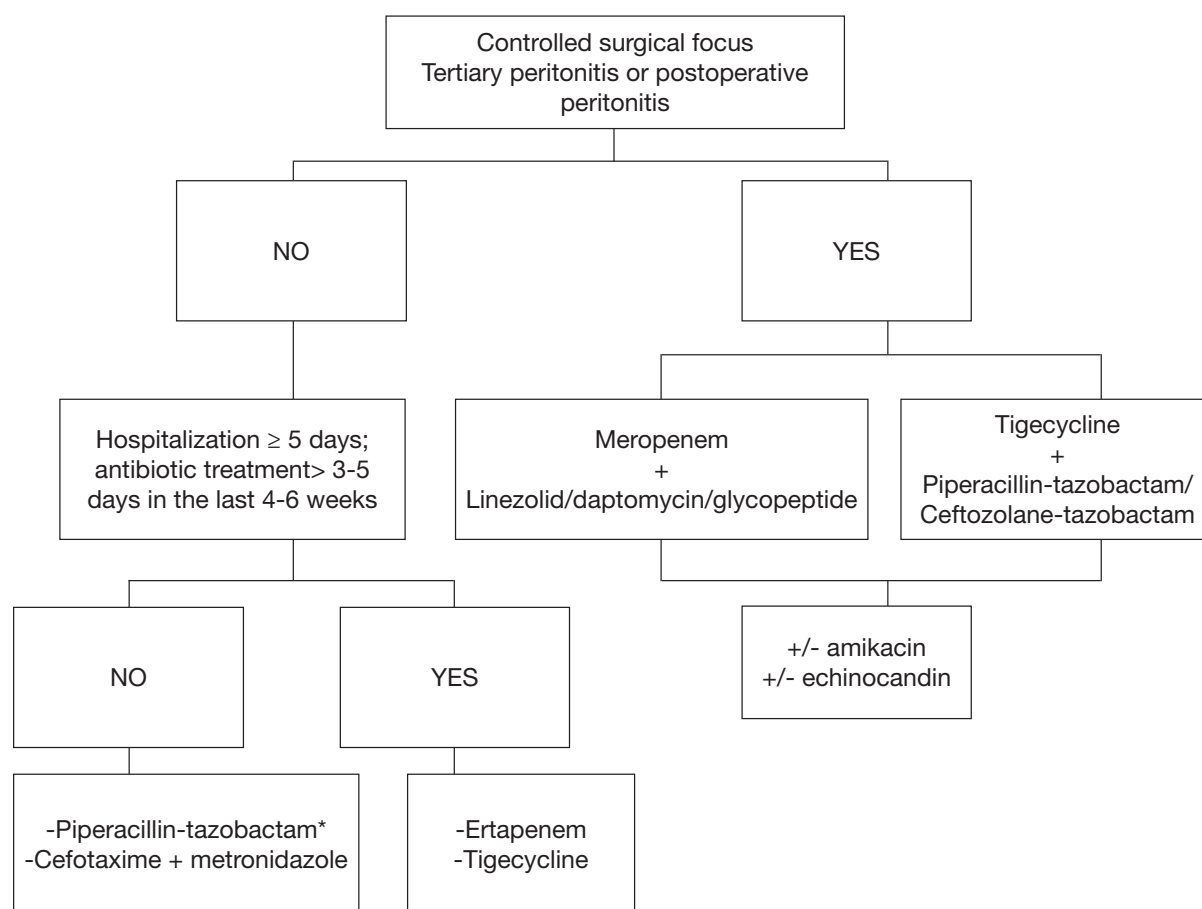 Controlled surgical focus
Tertiary peritonitis or postoperative
peritonitis
NO
YES
Hospitalization ≥ 5 days;
antibiotic treatment> 3-5
days in the last 4-6 weeks
Meropenem
+
Linezolid/daptomycin/glycopeptide
Tigecycline
+
Piperacillin-tazobactam/
Ceftozolane-tazobactam
NO
YES
+/- amikacin
+/- echinocandin
-Piperacillin-tazobactam*
-Cefotaxime + metronidazole
-Ertapenem
-Tigecycline